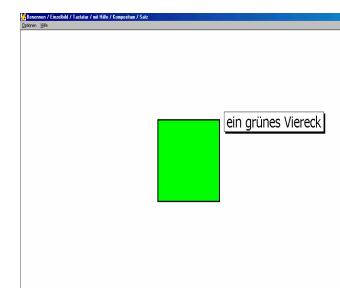 Benennen / Einzelbild / Tastatur / mit Hilfe / Kompositum / Satz
Optionen Hilfe
ein grünes Viereck